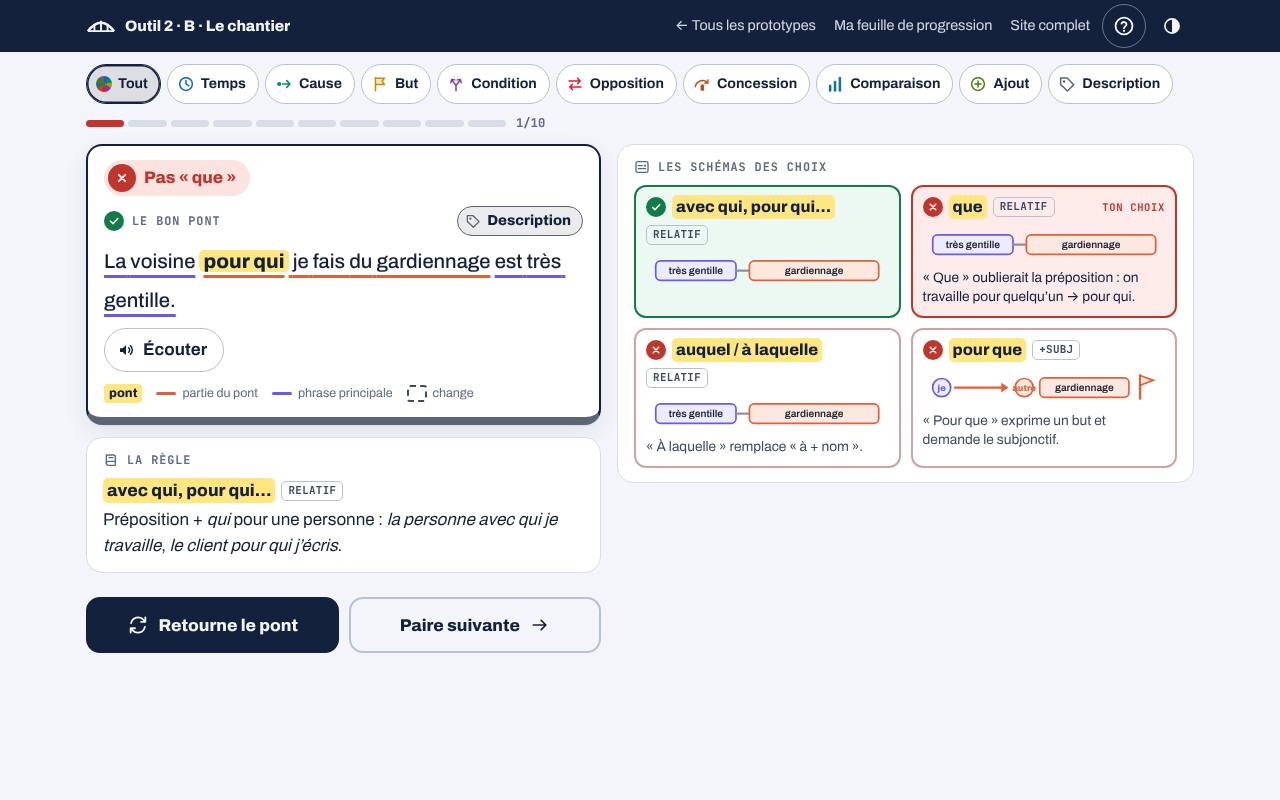 Outil 2 · B · Le chantier
← Tous les prototypes
Ma feuille de progression
Site complet
Tout
Temps
Cause
But
Condition
Opposition
Concession
Comparaison
Ajout
Description
1/10
Pas « que »
LE BON PONT
Description
La voisine pour qui je fais du gardiennage est très
gentille.
Écouter
pont
partie du pont
phrase principale
change
LA RÈGLE
avec qui, pour qui…
RELATIF
Préposition + qui pour une personne : la personne avec qui je
travaille, le client pour qui j’écris.
Retourne le pont
Paire suivante →
LES SCHÉMAS DES CHOIX
avec qui, pour qui…
RELATIF
très gentille
gardiennage
que
RELATIF
TON CHOIX
très gentille
gardiennage
« Que » oublierait la préposition : on
travaille pour quelqu’un → pour qui.
auquel / à laquelle
RELATIF
très gentille
gardiennage
« À laquelle » remplace « à + nom ».
pour que
+SUBJ
je
autre
gardiennage
« Pour que » exprime un but et
demande le subjonctif.